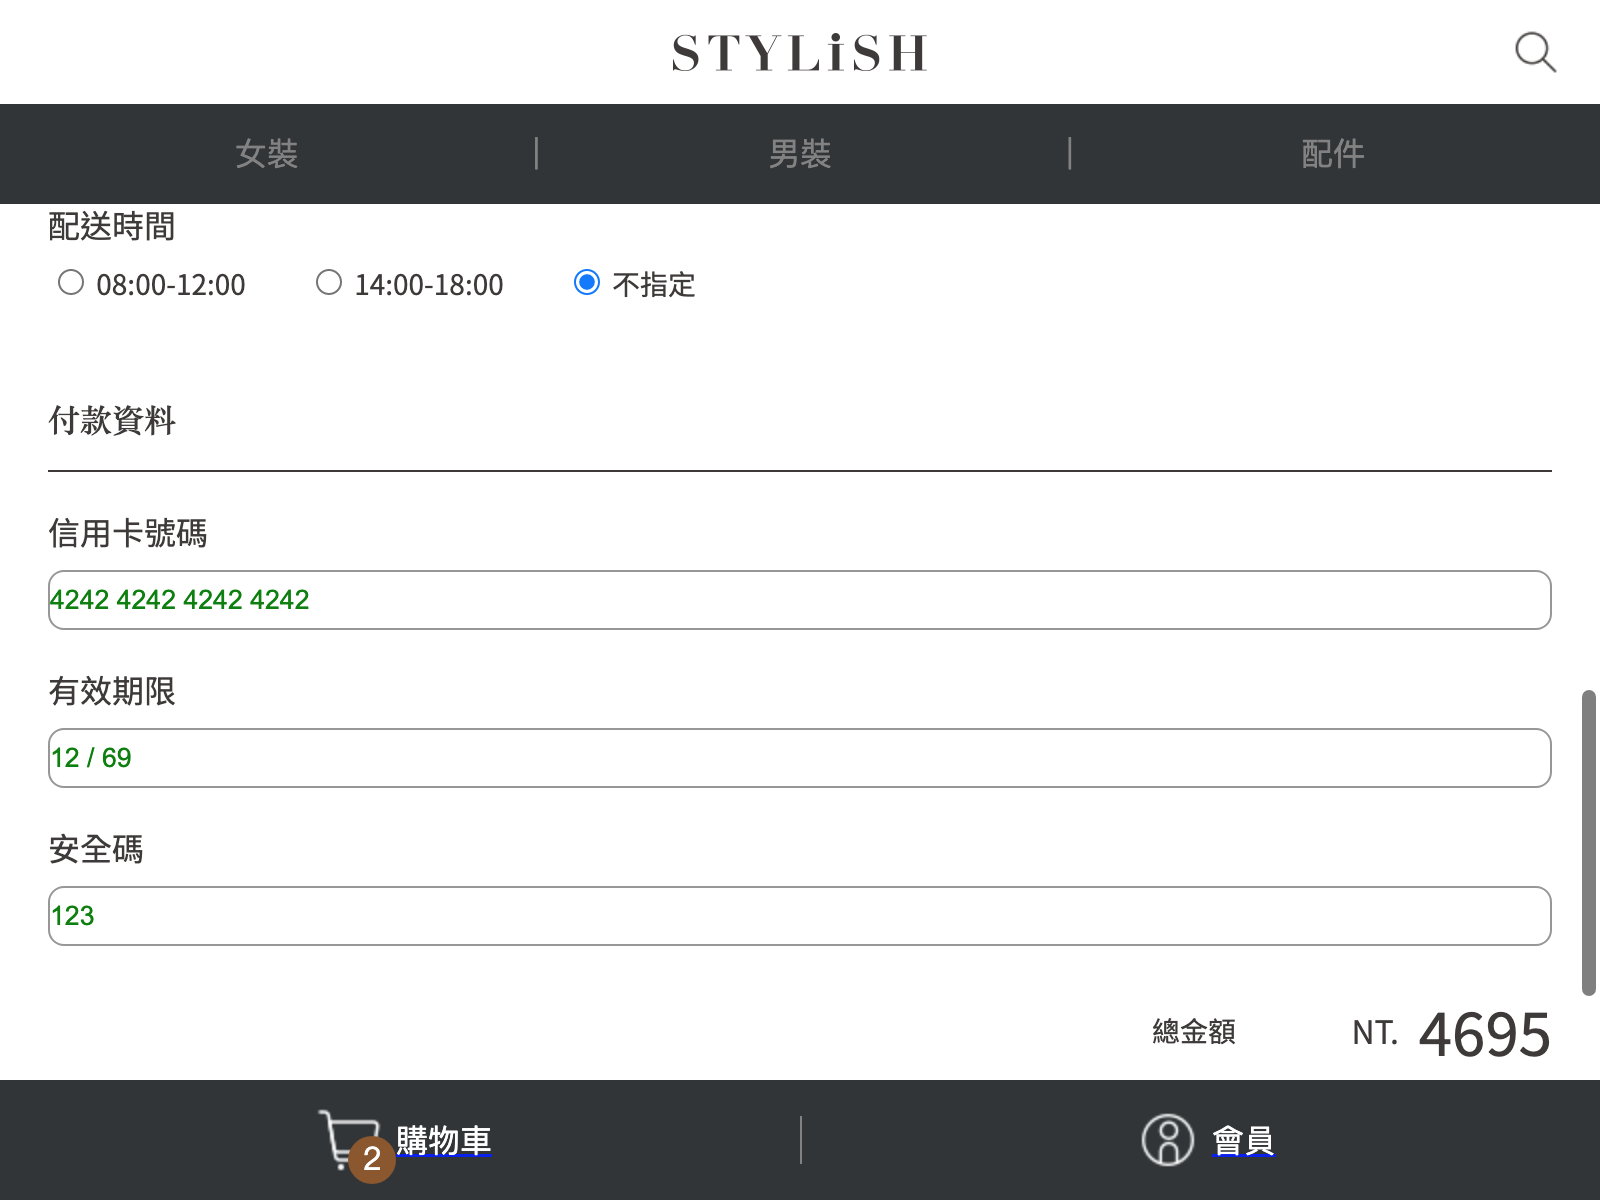 STYLiSH
女裝 | 男裝 | 配件
配送時間
08:00-12:00 14:00-18:00 不指定
付款資料
信用卡號碼
4242 4242 4242 4242
有效期限
12 / 69
安全碼
123
總金額 NT. 4695
2 購物車 | 會員